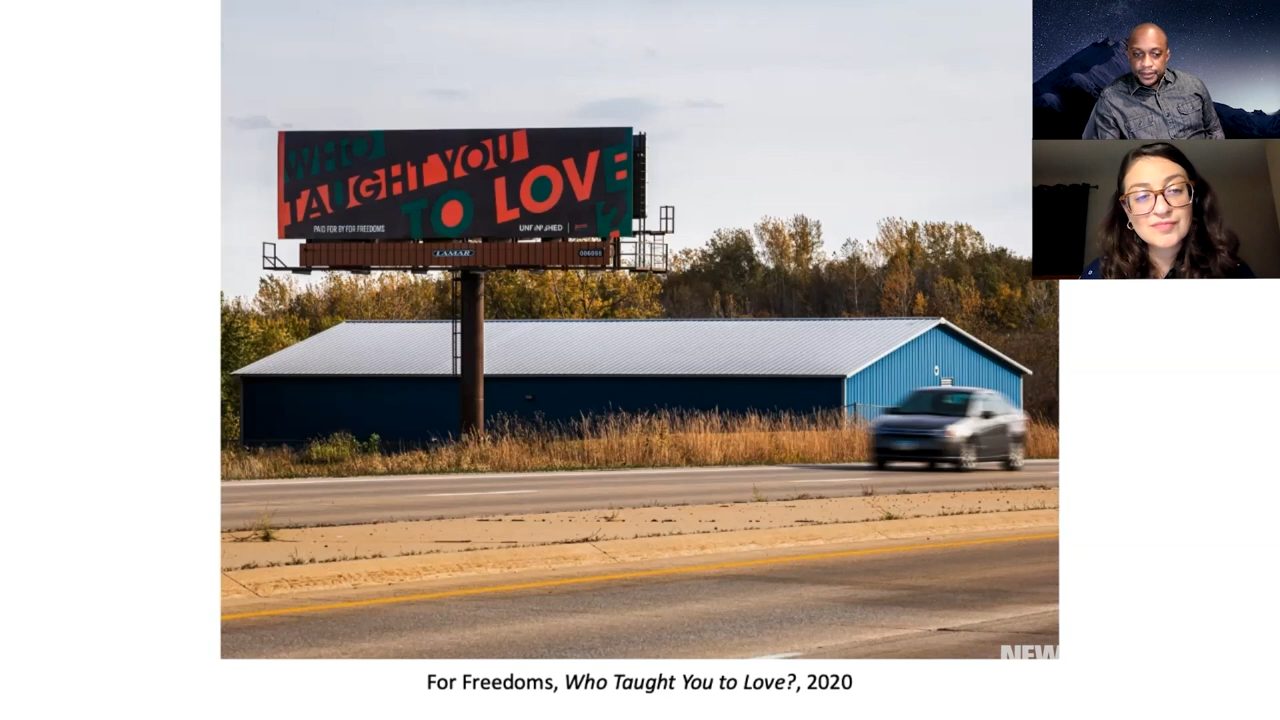 WHO
TAUGHT YOU
TO LOVE
?
PAID FOR BY FOR FREEDOMS
UNFINISHED
LAMAR
NEW
For Freedoms, Who Taught You to Love?, 2020